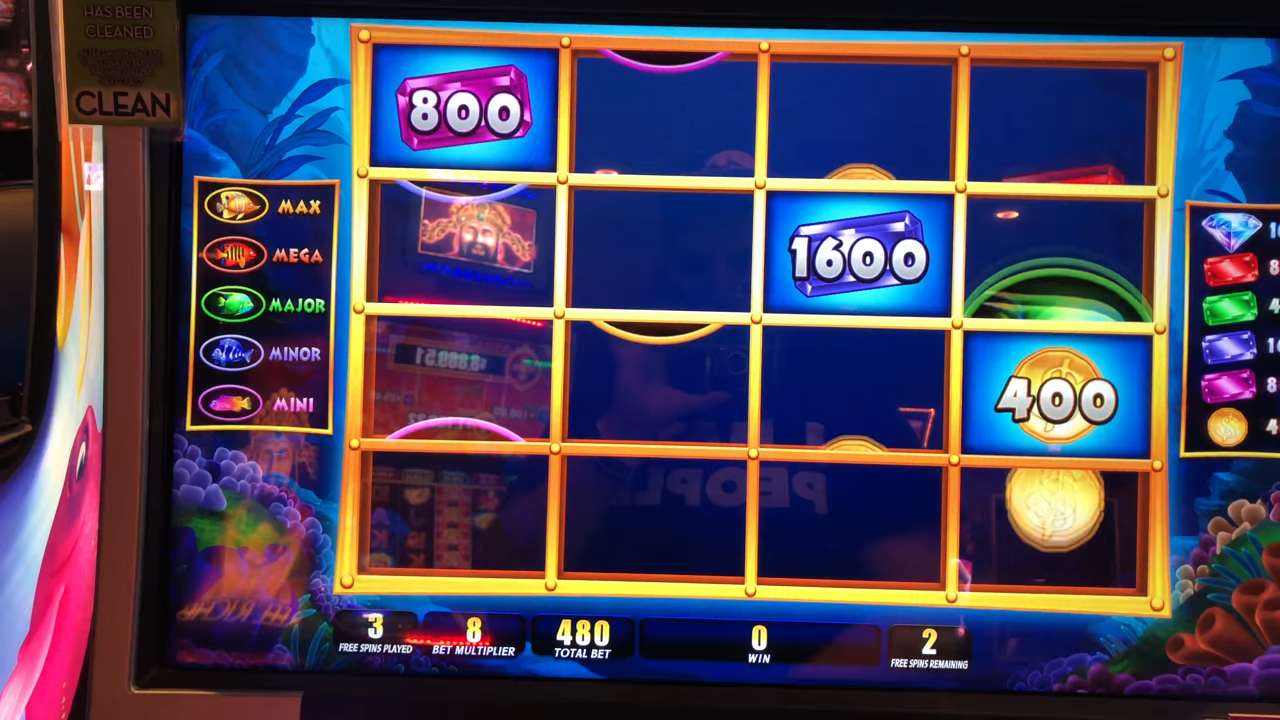 HAS BEEN
CLEANED
CLEAN
800
1600
400
MAX
MEGA
MAJOR
MINOR
MINI
3
FREE SPINS PLAYED
8
BET MULTIPLIER
480
TOTAL BET
0
WIN
2
FREE SPINS REMAINING